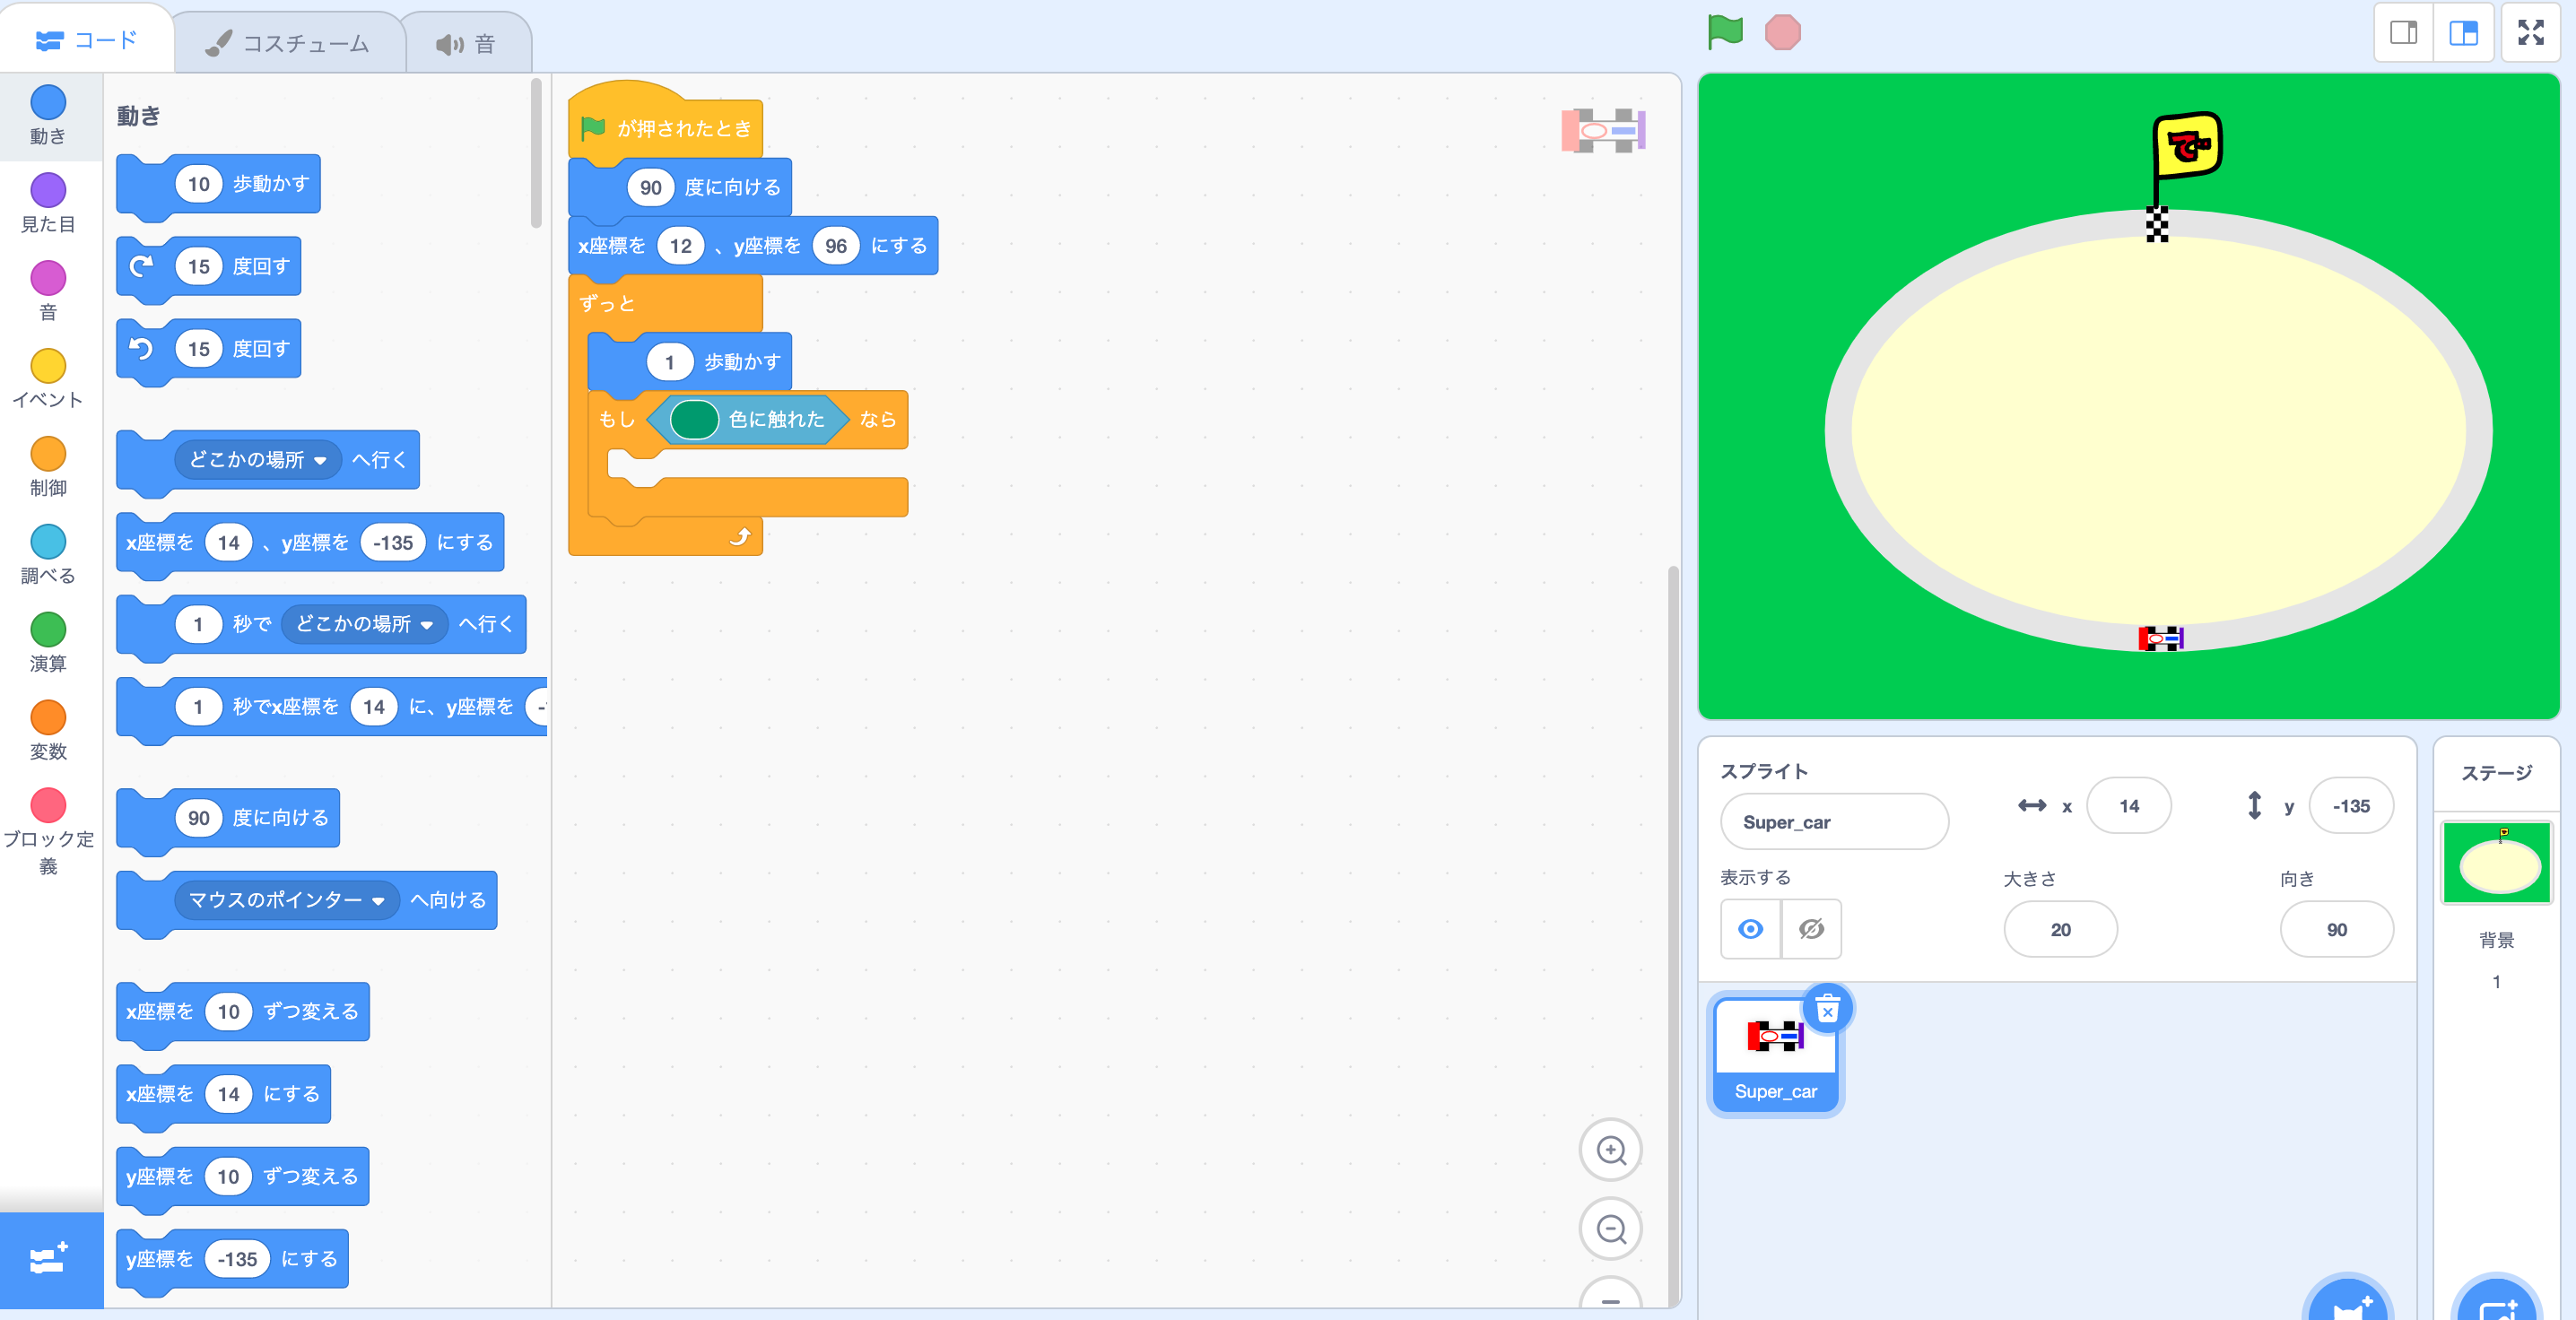 コード
コスチューム
音
動き
見た目
音
イベント
制御
調べる
演算
変数
ブロック定
義
動き
10 歩動かす
15 度回す
15 度回す
どこかの場所 へ行く
x座標を 14 、y座標を -135 にする
1 秒で どこかの場所 へ行く
1 秒でx座標を 14 に、y座標を
90 度に向ける
マウスのポインター へ向ける
x座標を 10 ずつ変える
x座標を 14 にする
y座標を 10 ずつ変える
y座標を -135 にする
が押されたとき
90 度に向ける
x座標を 12 、y座標を 96 にする
ずっと
1 歩動かす
もし 色に触れた なら
で
スプライト
Super_car
x 14
y -135
表示する
大きさ
20
向き
90
Super_car
ステージ
背景
1